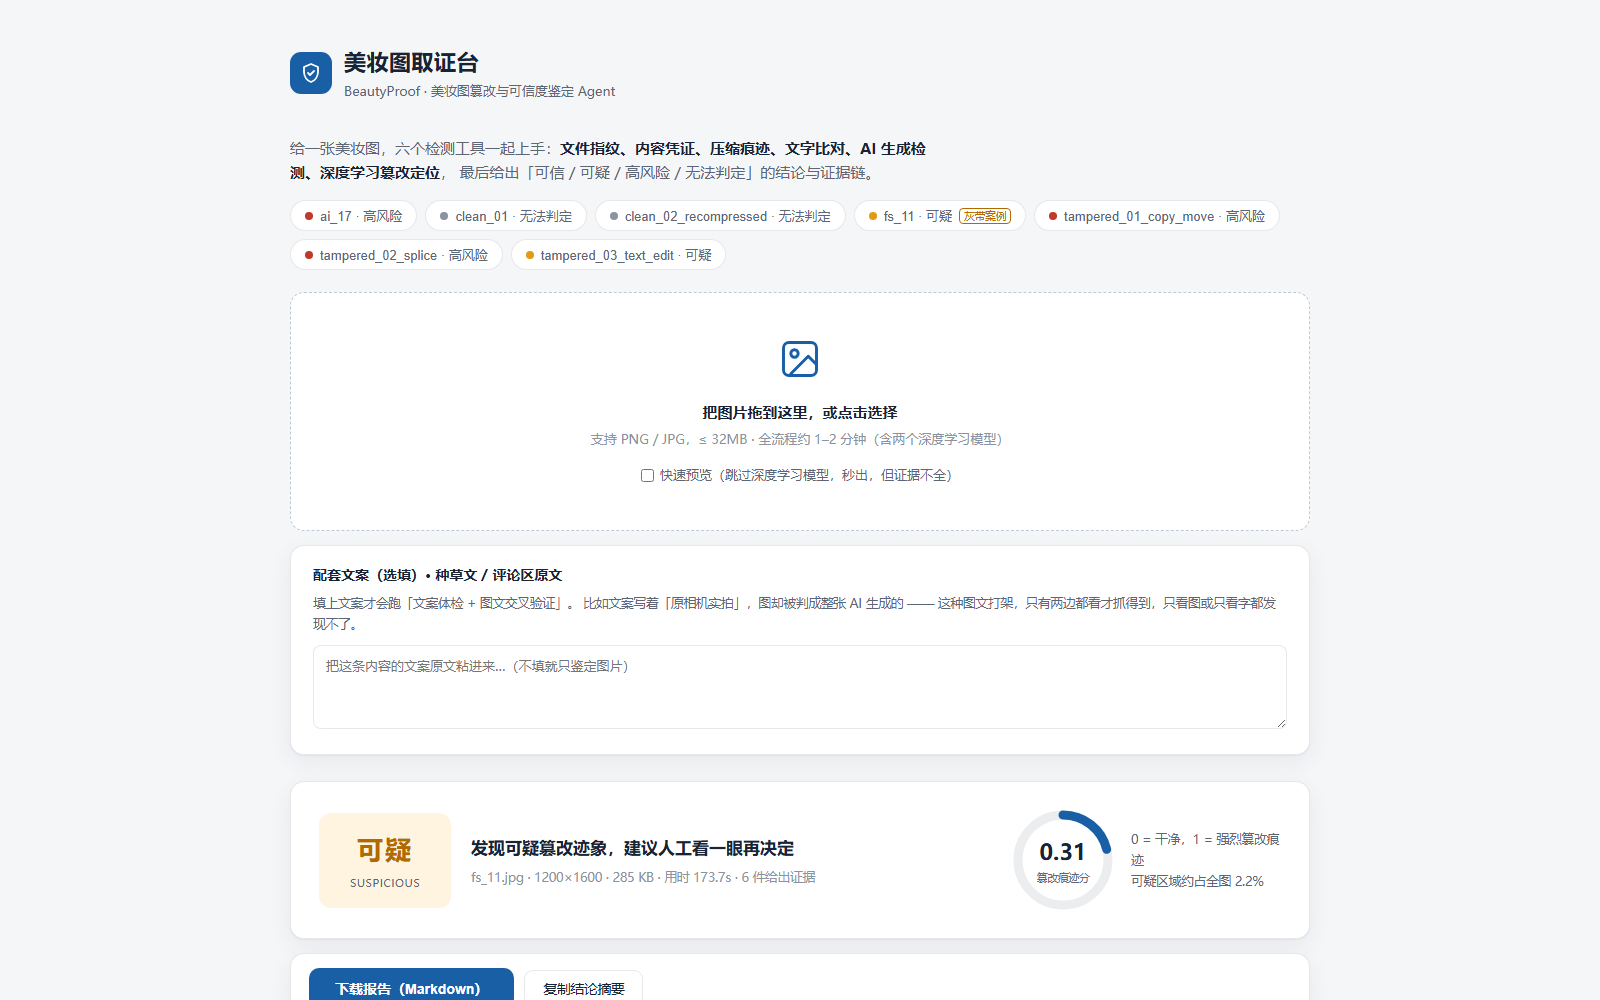 美妆图取证台
BeautyProof · 美妆图篡改与可信度鉴定 Agent
给一张美妆图，六个检测工具一起上手：文件指纹、内容凭证、压缩痕迹、文字比对、AI 生成检
测、深度学习篡改定位， 最后给出「可信 / 可疑 / 高风险 / 无法判定」的结论与证据链。
ai_17 · 高风险
clean_01 · 无法判定
clean_02_recompressed · 无法判定
fs_11 · 可疑 灰带案例
tampered_01_copy_move · 高风险
tampered_02_splice · 高风险
tampered_03_text_edit · 可疑
把图片拖到这里，或点击选择
支持 PNG / JPG，≤ 32MB · 全流程约 1–2 分钟（含两个深度学习模型）
快速预览（跳过深度学习模型，秒出，但证据不全）
配套文案（选填）• 种草文 / 评论区原文
填上文案才会跑「文案体检 + 图文交叉验证」。 比如文案写着「原相机实拍」，图却被判成整张 AI 生成的 —— 这种图文打架，只有两边都看才抓得到，只看图或只看字都发
现不了。
把这条内容的文案原文粘进来...（不填就只鉴定图片）
可疑
SUSPICIOUS
发现可疑篡改迹象，建议人工看一眼再决定
fs_11.jpg · 1200×1600 · 285 KB · 用时 173.7s · 6 件给出证据
0.31
篡改痕迹分
0 = 干净，1 = 强烈篡改痕
迹
可疑区域约占全图 2.2%
下载报告（Markdown）
复制结论摘要